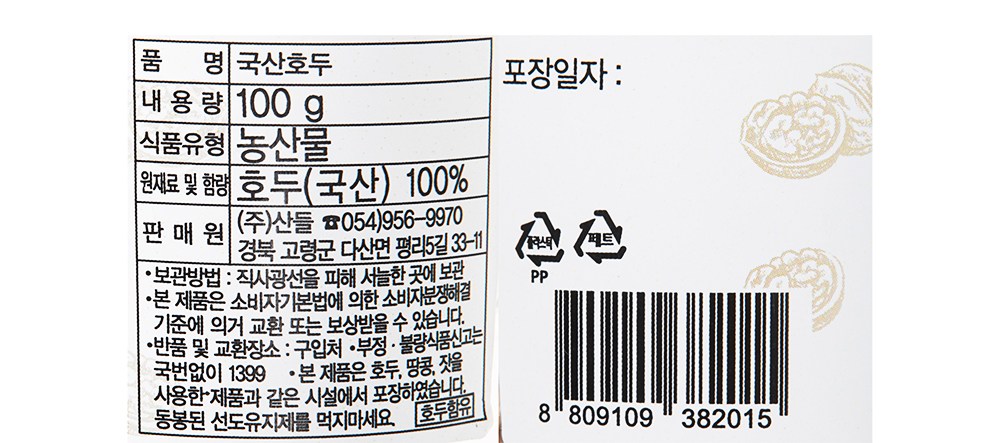 품 명 국산호두
내 용 량 100 g
식품유형 농산물
원재료 및 함량 호두(국산) 100%
판 매 원 (주)산들 ☎054)956-9970
경북 고령군 다산면 평리5길 33-11
•보관방법 : 직사광선을 피해 서늘한 곳에 보관
•본 제품은 소비자기본법에 의한 소비자분쟁해결
기준에 의거 교환 또는 보상받을 수 있습니다.
•반품 및 교환장소 : 구입처 •부정 · 불량식품신고는
국번없이 1399 •본 제품은 호두, 땅콩, 잣을
사용한 제품과 같은 시설에서 포장하였습니다.
동봉된 선도유지제를 먹지마세요. 호두함유
포장일자 :
플라스틱 페트
PP
8 809109 382015